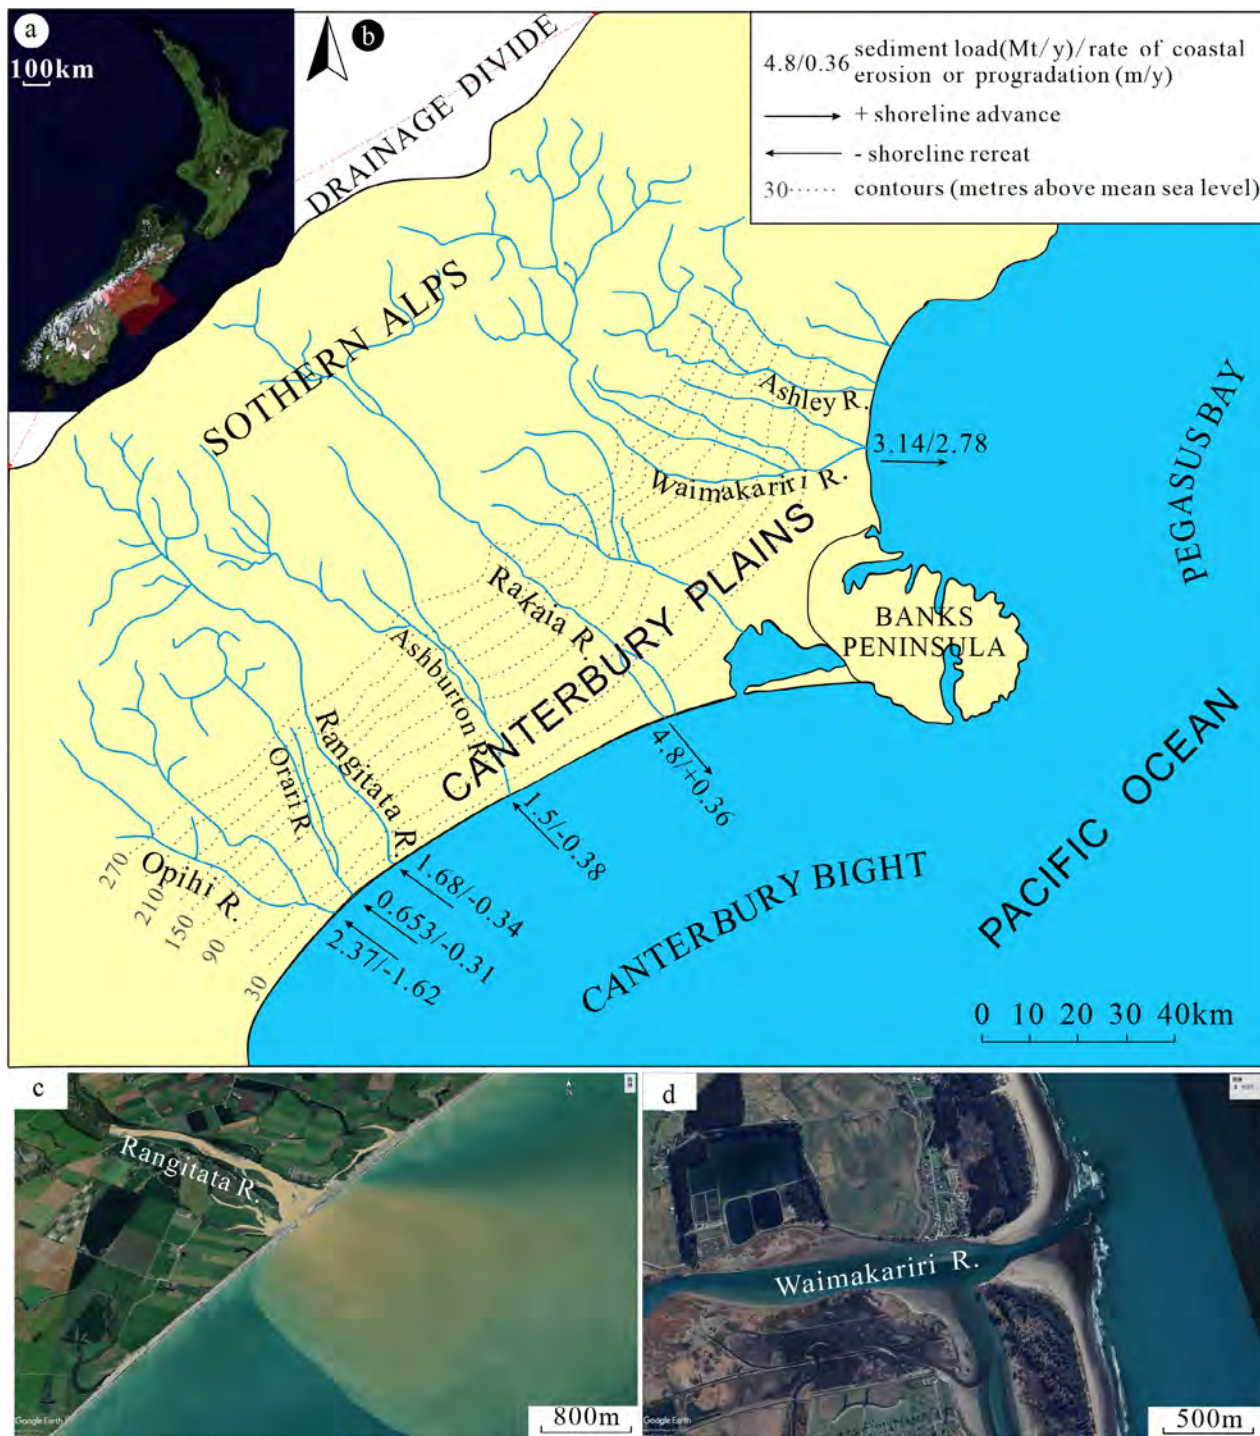 a
100km
b
DRAINAGE DIVIDE
4.8/0.36 sediment load(Mt/y)/rate of coastal
erosion or progradation (m/y)
+ shoreline advance
- shoreline rereat
30 contours (metres above mean sea level)
SOTHERN ALPS
Ashley R.
3.14/2.78
Waimakariri R.
PEGASUS BAY
CANTERBURY PLAINS
Rakaia R.
BANKS
PENINSULA
Ashburton R.
Rangitata R.
Orari R.
Opihi R.
4.8/+0.36
1.5/-0.38
1.68/-0.34
0.653/-0.31
2.37/-1.62
270
210
150
90
30
CANTERBURY BIGHT
PACIFIC OCEAN
0 10 20 30 40km
c
N
Rangitata R.
Google Earth
800m
d
Waimakariri R.
Google Earth
500m